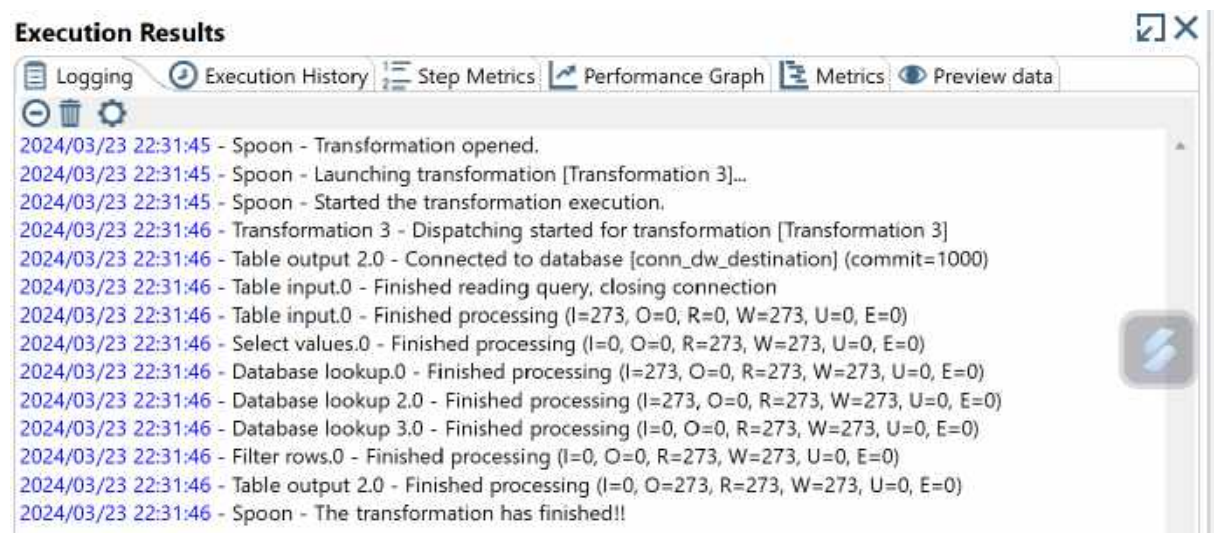 Execution Results
Logging Execution History Step Metrics Performance Graph Metrics Preview data
2024/03/23 22:31:45 - Spoon - Transformation opened.
2024/03/23 22:31:45 - Spoon - Launching transformation [Transformation 3]...
2024/03/23 22:31:45 - Spoon - Started the transformation execution.
2024/03/23 22:31:46 - Transformation 3 - Dispatching started for transformation [Transformation 3]
2024/03/23 22:31:46 - Table output 2.0 - Connected to database [conn_dw_destination] (commit=1000)
2024/03/23 22:31:46 - Table input.0 - Finished reading query, closing connection
2024/03/23 22:31:46 - Table input.0 - Finished processing (I=273, O=0, R=0, W=273, U=0, E=0)
2024/03/23 22:31:46 - Select values.0 - Finished processing (I=0, O=0, R=273, W=273, U=0, E=0)
2024/03/23 22:31:46 - Database lookup.0 - Finished processing (I=273, O=0, R=273, W=273, U=0, E=0)
2024/03/23 22:31:46 - Database lookup 2.0 - Finished processing (I=273, O=0, R=273, W=273, U=0, E=0)
2024/03/23 22:31:46 - Database lookup 3.0 - Finished processing (I=0, O=0, R=273, W=273, U=0, E=0)
2024/03/23 22:31:46 - Filter rows.0 - Finished processing (I=0, O=0, R=273, W=273, U=0, E=0)
2024/03/23 22:31:46 - Table output 2.0 - Finished processing (I=0, O=273, R=273, W=273, U=0, E=0)
2024/03/23 22:31:46 - Spoon - The transformation has finished!!